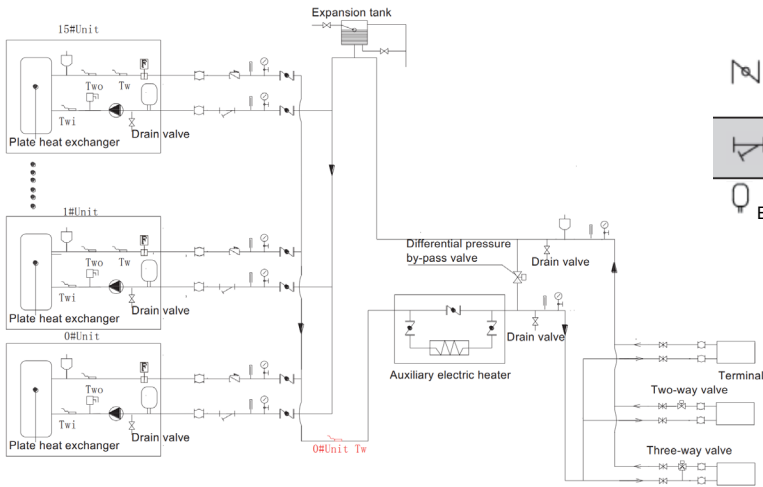 Expansion tank
15#Unit
F
Two
Tw
Twi
Drain valve
Plate heat exchanger
1#Unit
F
Two
Tw
Twi
Drain valve
Plate heat exchanger
0#Unit
F
Two
Twi
Drain valve
Plate heat exchanger
0#Unit Tw
Differential pressure
by-pass valve
Drain valve
Drain valve
Auxiliary electric heater
Terminal
Two-way valve
Three-way valve
E